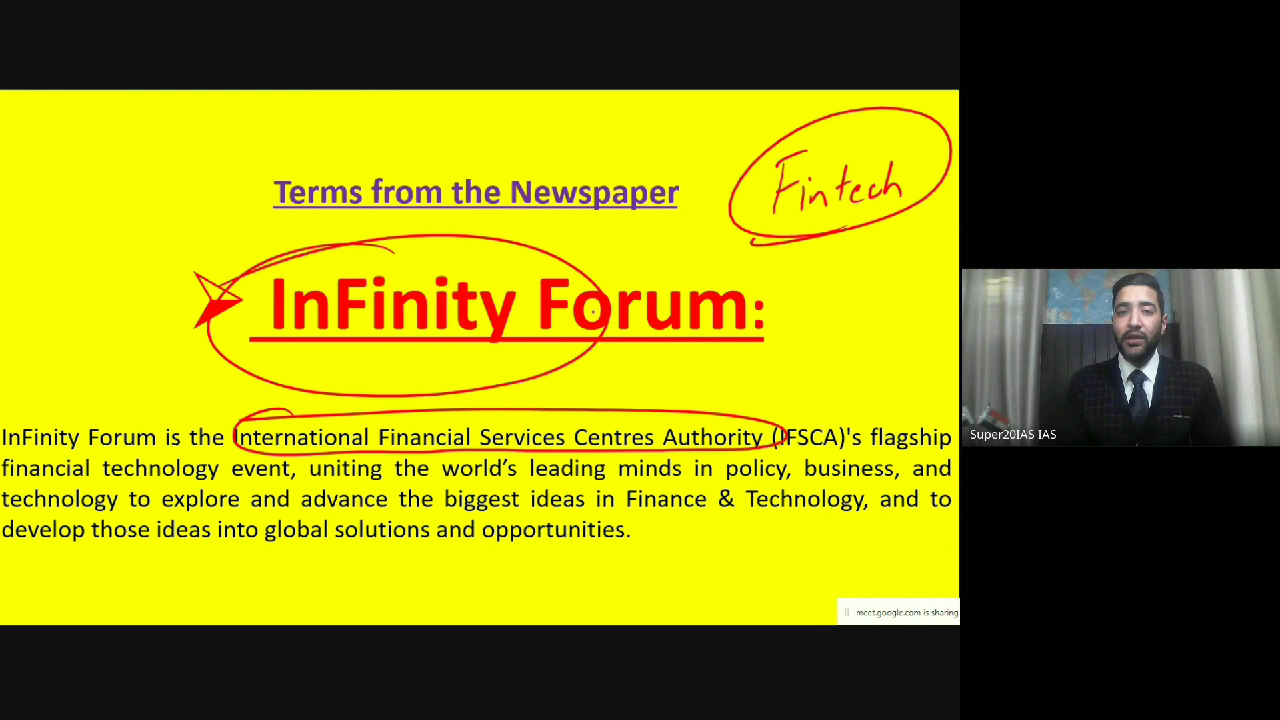 Fintech
Terms from the Newspaper
InFinity Forum:
InFinity Forum is the International Financial Services Centres Authority (IFSCA)'s flagship
financial technology event, uniting the world’s leading minds in policy, business, and
technology to explore and advance the biggest ideas in Finance & Technology, and to
develop those ideas into global solutions and opportunities.
Super20IAS IAS
meet.google.com is sharing